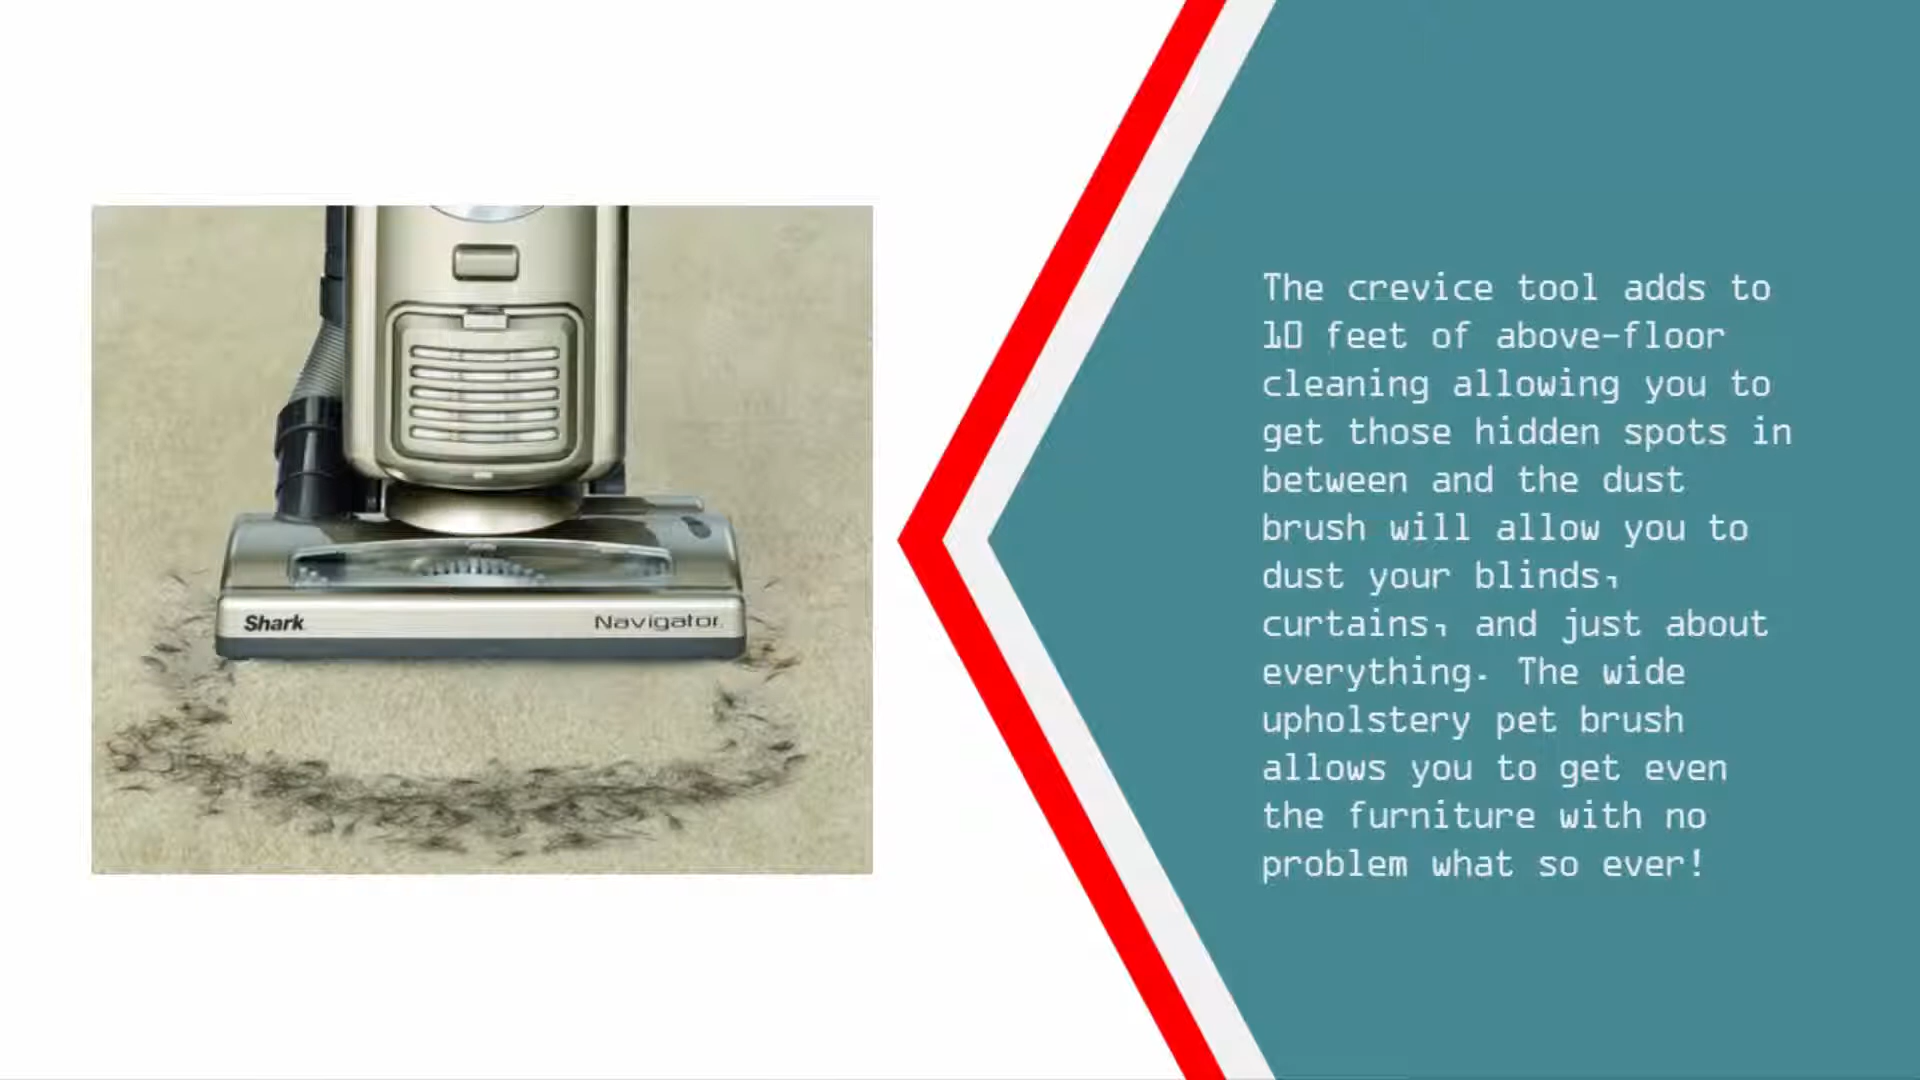 Shark
Navigator
The crevice tool adds to
10 feet of above-floor
cleaning allowing you to
get those hidden spots in
between and the dust
brush will allow you to
dust your blinds,
curtains, and just about
everything. The wide
upholstery pet brush
allows you to get even
the furniture with no
problem what so ever!